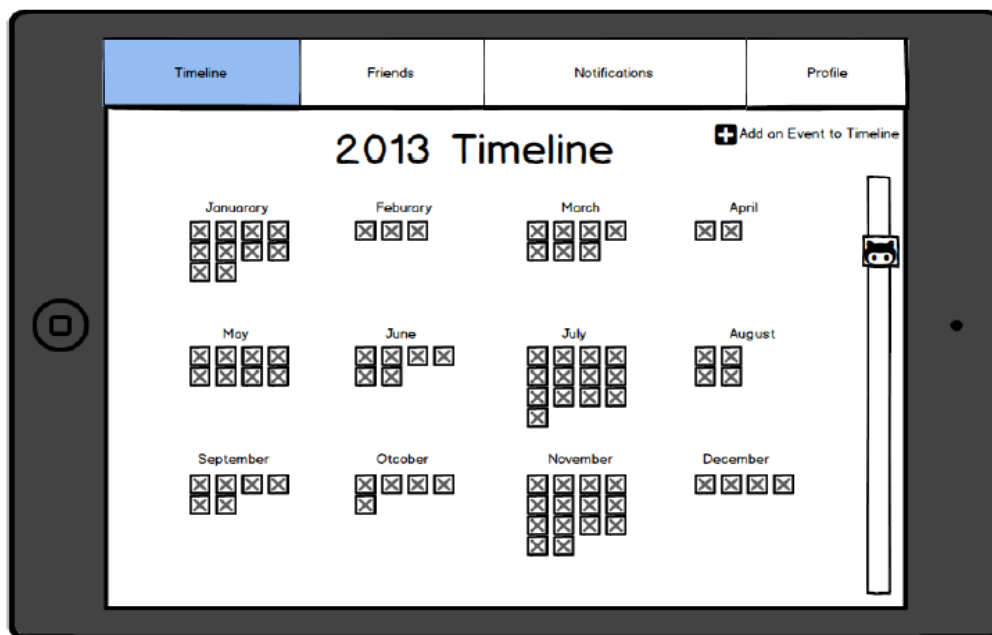 Timeline
Friends
Notifications
Profile
Add an Event to Timeline
2013 Timeline
Januarary
Feburary
March
April
May
June
July
August
September
Otcober
November
December